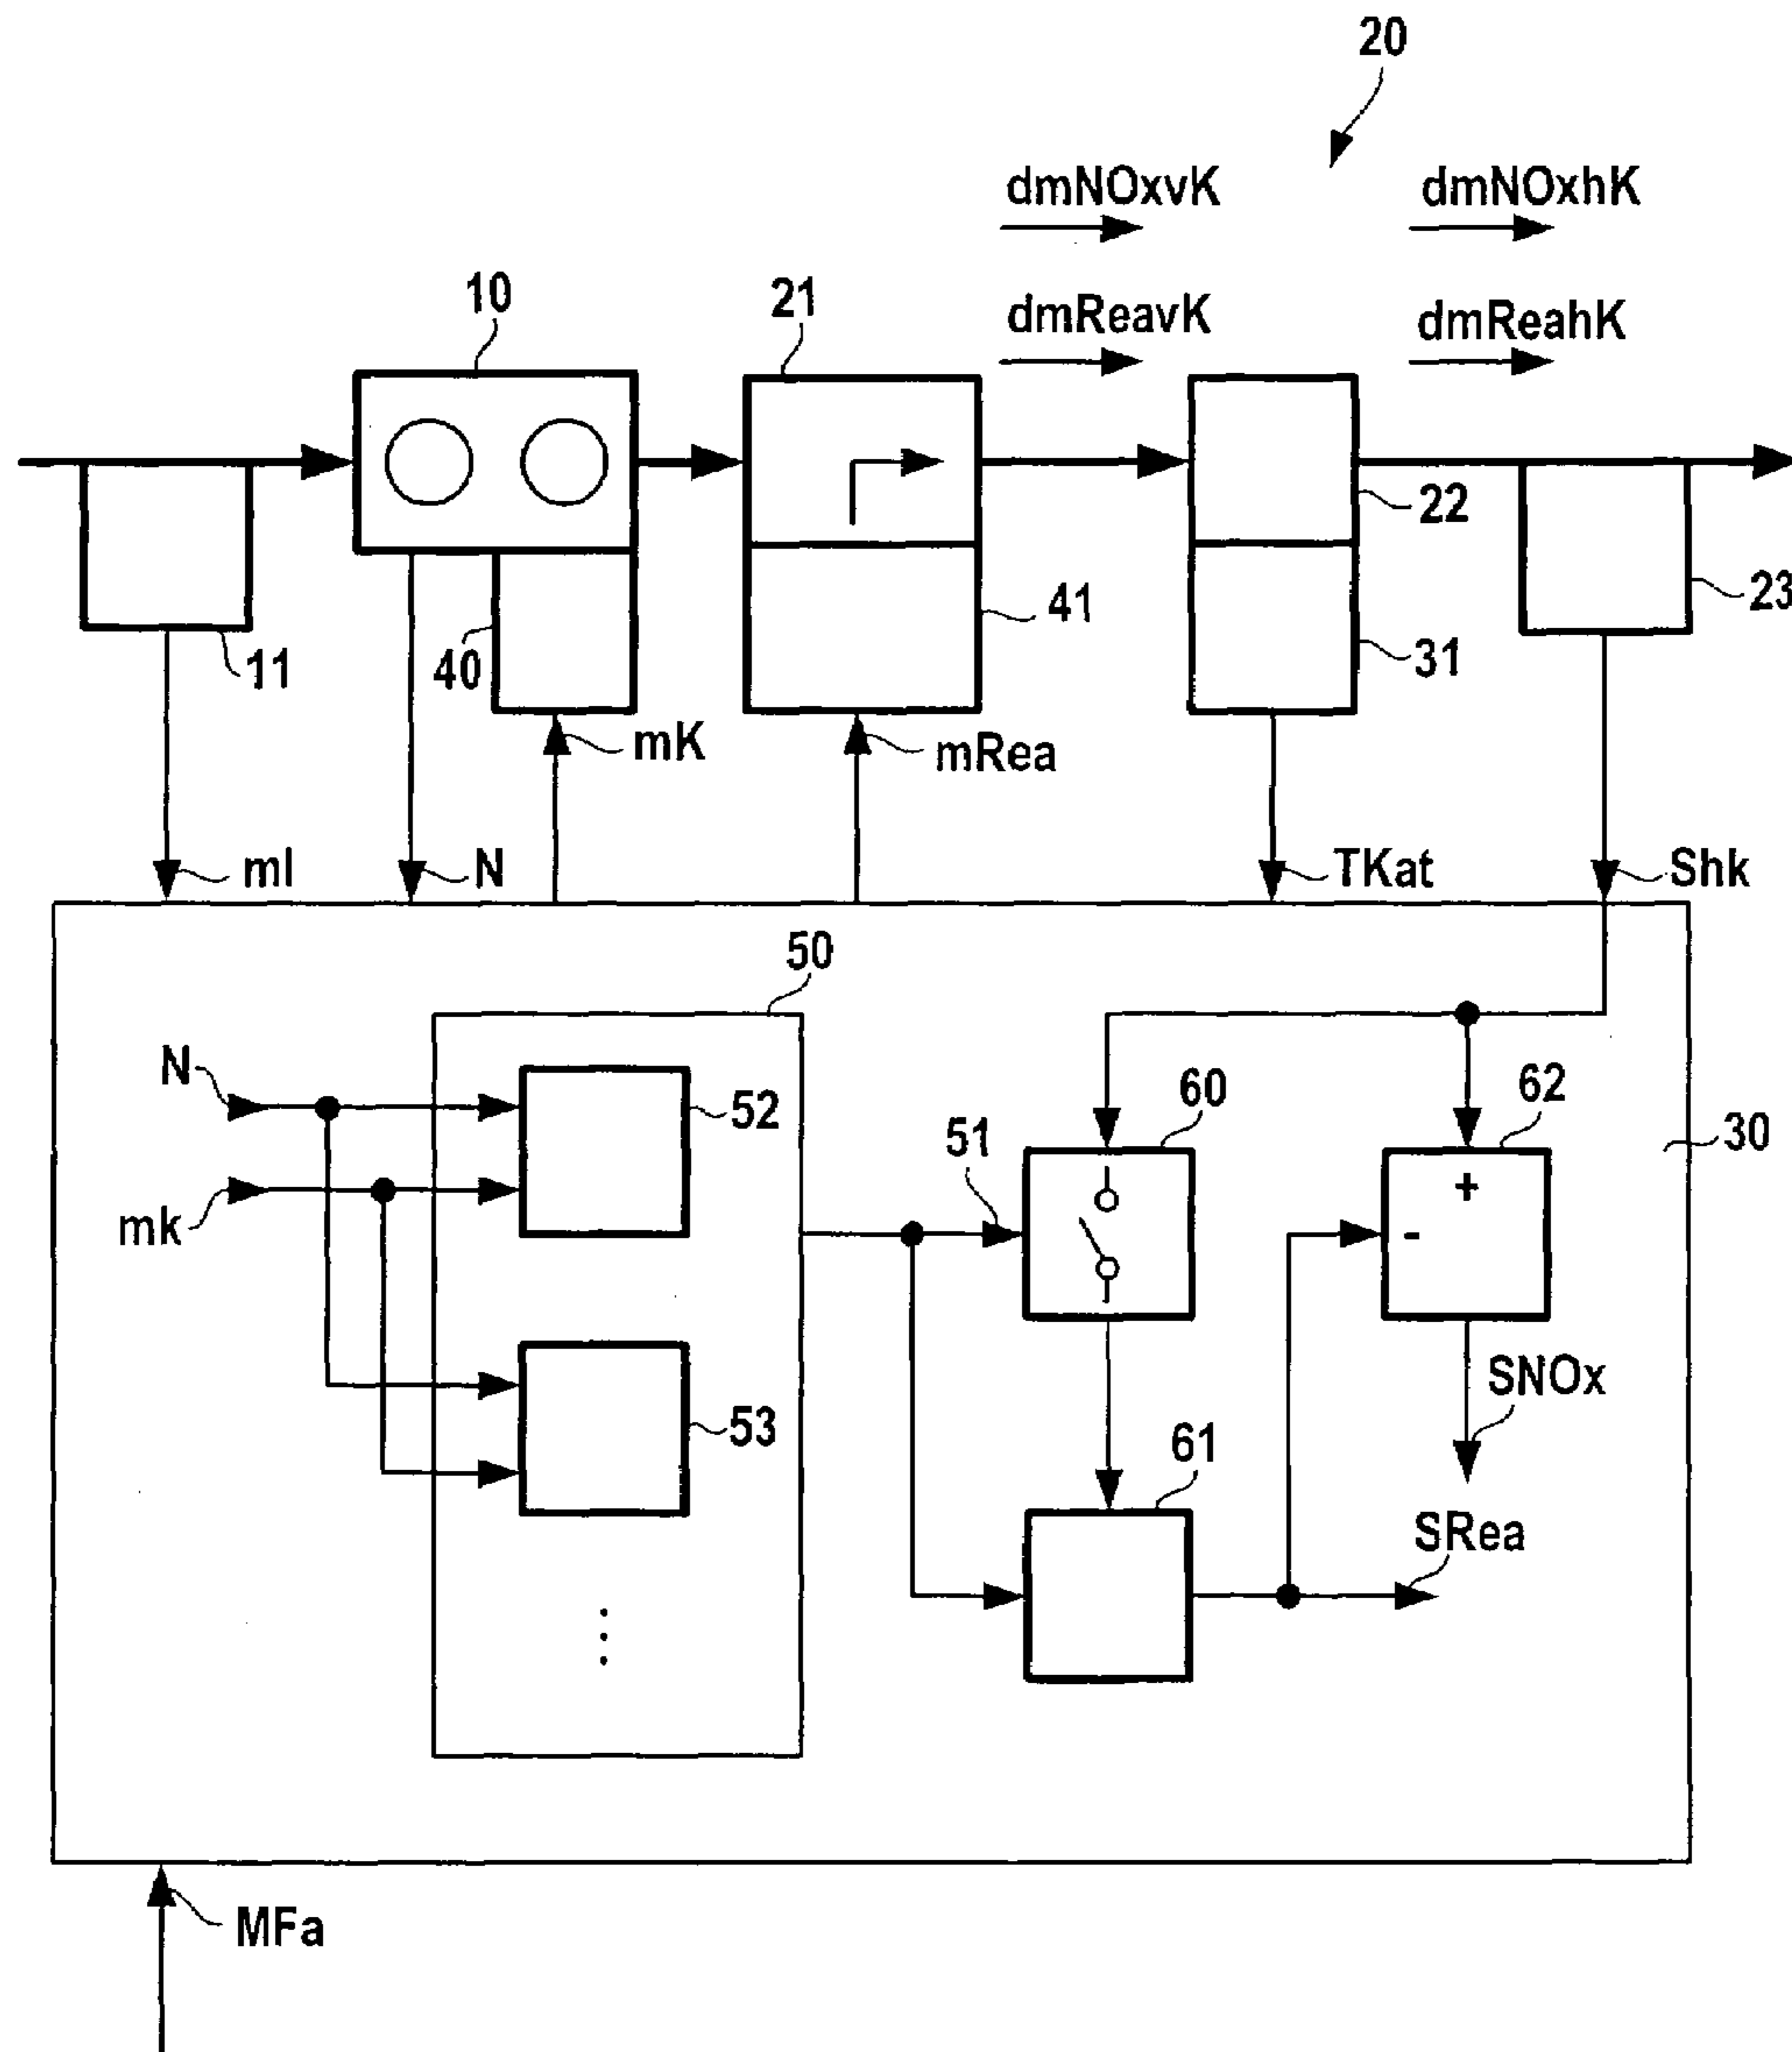 20
dmNOxvK
dmNOxhK
10
21
dmReavK
dmReahK
22
23
41
11
40
31
mK
mRea
ml
N
TKat
Shk
50
N
52
60
62
51
30
mk
+
-
SNOx
53
61
SRea
MFa